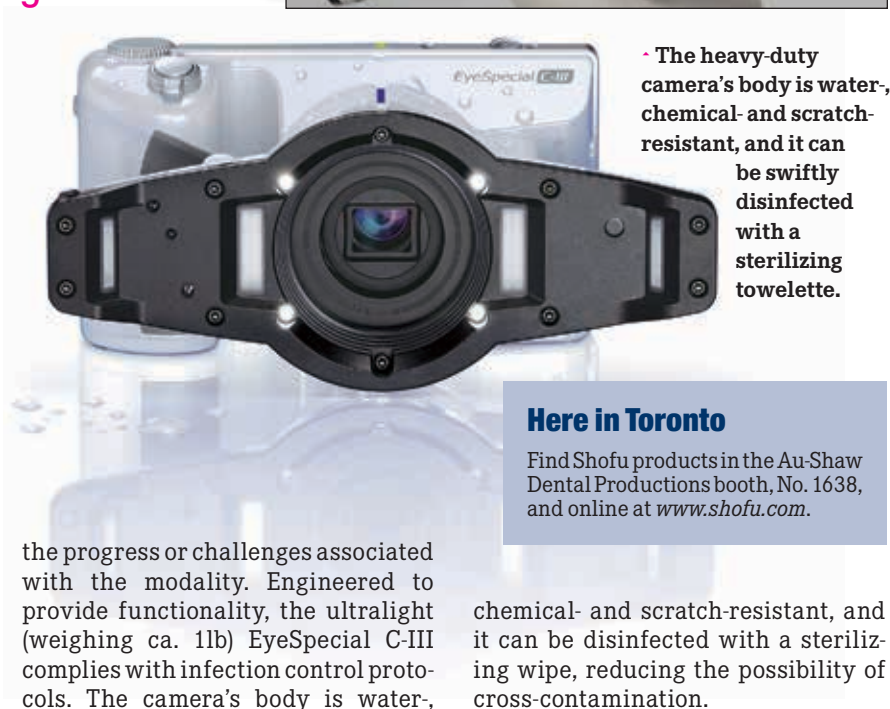 EyeSpecial C-III
The heavy-duty
camera's body is water-,
chemical- and scratch-
resistant, and it can
be swiftly
disinfected
with a
sterilizing
towelette.
Here in Toronto
Find Shofu products in the Au-Shaw
Dental Productions booth, No. 1638,
and online at www.shofu.com.
the progress or challenges associated
with the modality. Engineered to
provide functionality, the ultralight
(weighing ca. 1lb) EyeSpecial C-III
complies with infection control proto-
cols. The camera's body is water-,
chemical- and scratch-resistant, and
it can be disinfected with a steriliz-
ing wipe, reducing the possibility of
cross-contamination.